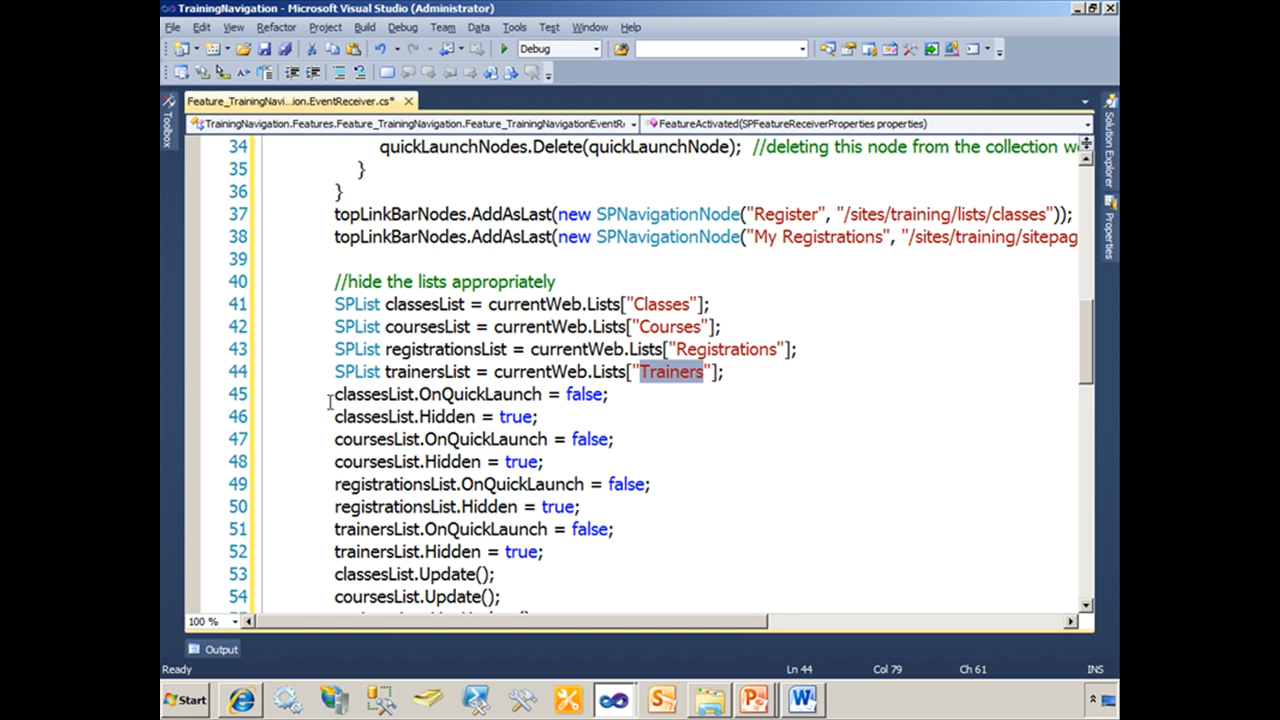 TrainingNavigation - Microsoft Visual Studio (Administrator)
File Edit View Refactor Project Build Debug Team Data Tools Test Window Help
Debug
Feature_TrainingNavi...ion.EventReceiver.cs*
TrainingNavigation.Features.Feature_TrainingNavigation.Feature_TrainingNavigationEventR
FeatureActivated(SPFeatureReceiverProperties properties)
Toolbox
Solution Explorer
Properties
34 quickLaunchNodes.Delete(quickLaunchNode); //deleting this node from the collection w
35 }
36 }
37 topLinkBarNodes.AddAsLast(new SPNavigationNode("Register", "/sites/training/lists/classes"));
38 topLinkBarNodes.AddAsLast(new SPNavigationNode("My Registrations", "/sites/training/sitepag
39
40 //hide the lists appropriately
41 SPList classesList = currentWeb.Lists["Classes"];
42 SPList coursesList = currentWeb.Lists["Courses"];
43 SPList registrationsList = currentWeb.Lists["Registrations"];
44 SPList trainersList = currentWeb.Lists["Trainers"];
45 classesList.OnQuickLaunch = false;
46 classesList.Hidden = true;
47 coursesList.OnQuickLaunch = false;
48 coursesList.Hidden = true;
49 registrationsList.OnQuickLaunch = false;
50 registrationsList.Hidden = true;
51 trainersList.OnQuickLaunch = false;
52 trainersList.Hidden = true;
53 classesList.Update();
54 coursesList.Update();
100 %
Output
Ready Ln 44 Col 79 Ch 61 INS
Start